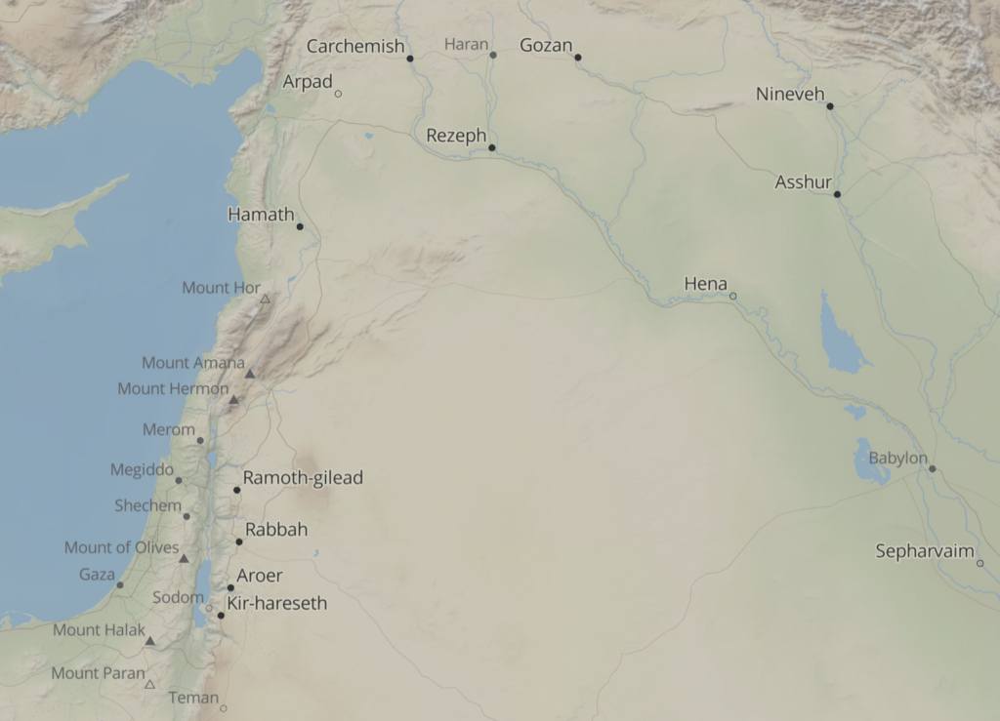 Carchemish
Haran
Gozan
Arpad
Nineveh
Rezeph
Asshur
Hamath
Hena
Mount Hor
Mount Amana
Mount Hermon
Merom
Babylon
Megiddo
Ramoth-gilead
Shechem
Rabbah
Mount of Olives
Sepharvaim
Gaza
Aroer
Sodom
Kir-hareseth
Mount Halak
Mount Paran
Teman